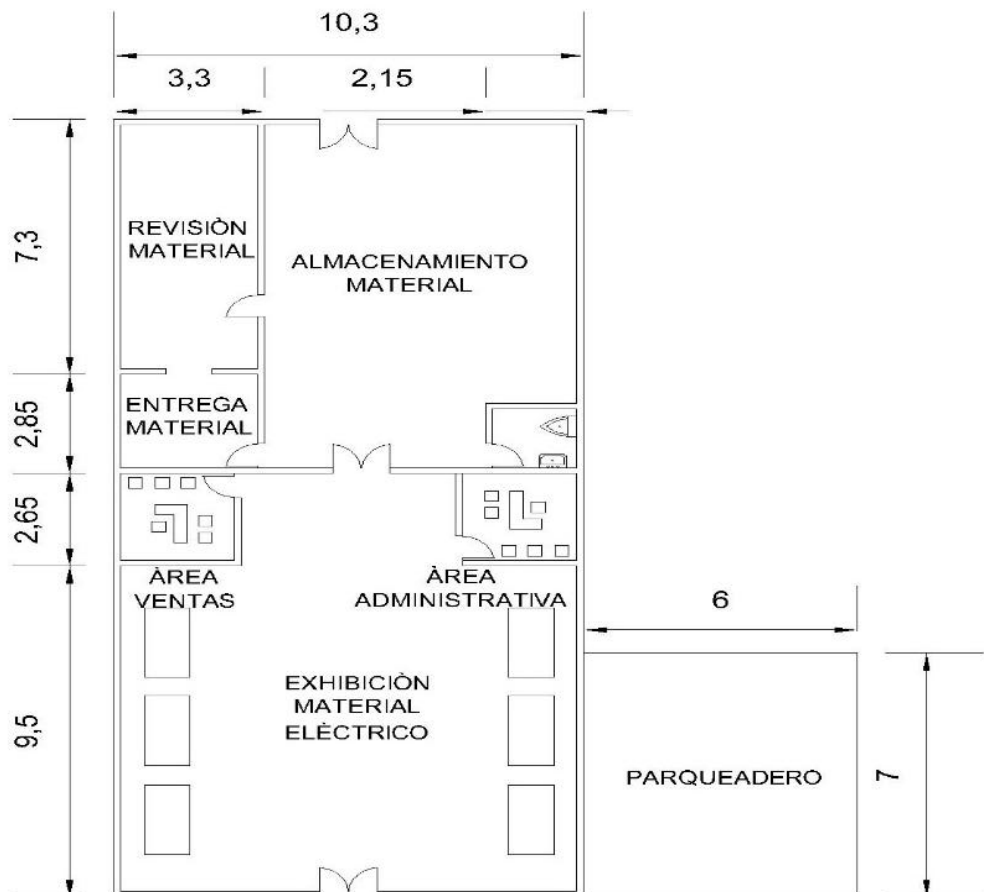 10,3
3,3
2,15
7,3
REVISIÒN
MATERIAL
ALMACENAMIENTO
MATERIAL
2,85
ENTREGA
MATERIAL
2,65
ÀREA
VENTAS
ÀREA
ADMINISTRATIVA
6
9,5
EXHIBICIÒN
MATERIAL
ELÈCTRICO
PARQUEADERO
7